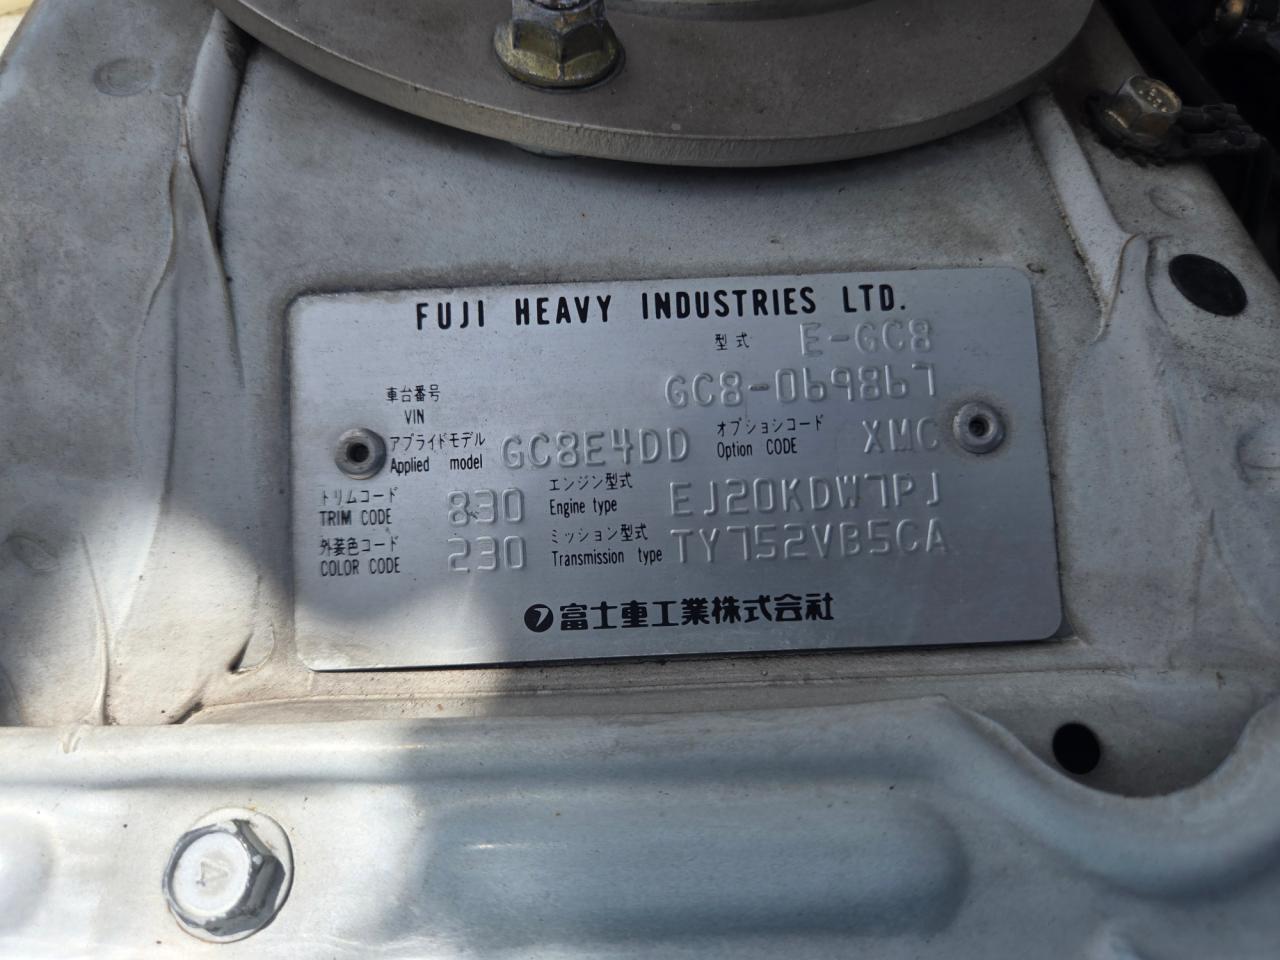 FUJI HEAVY INDUSTRIES LTD.
型式 E-GC8
車台番号 VIN GC8-069867
アプライドモデル Applied model GC8E4DD オプションコード Option CODE XMC
トリムコード TRIM CODE 830 エンジン型式 Engine type EJ20KDW7PJ
外装色コード COLOR CODE 230 ミッション型式 Transmission type TY752VB5CA
富士重工業株式会社
4